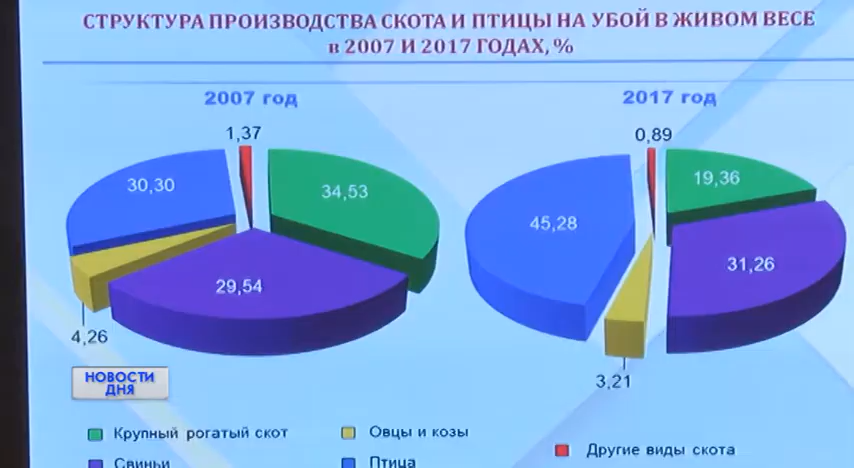 СТРУКТУРА ПРОИЗВОДСТВА СКОТА И ПТИЦЫ НА УБОЙ В ЖИВОМ ВЕСЕ
в 2007 И 2017 ГОДАХ, %
2007 год
2017 год
1,37
30,30
34,53
29,54
4,26
0,89
19,36
45,28
31,26
3,21
НОВОСТИ
ДНЯ
Крупный рогатый скот
Овцы и козы
Другие виды скота
Свиньи
Птица